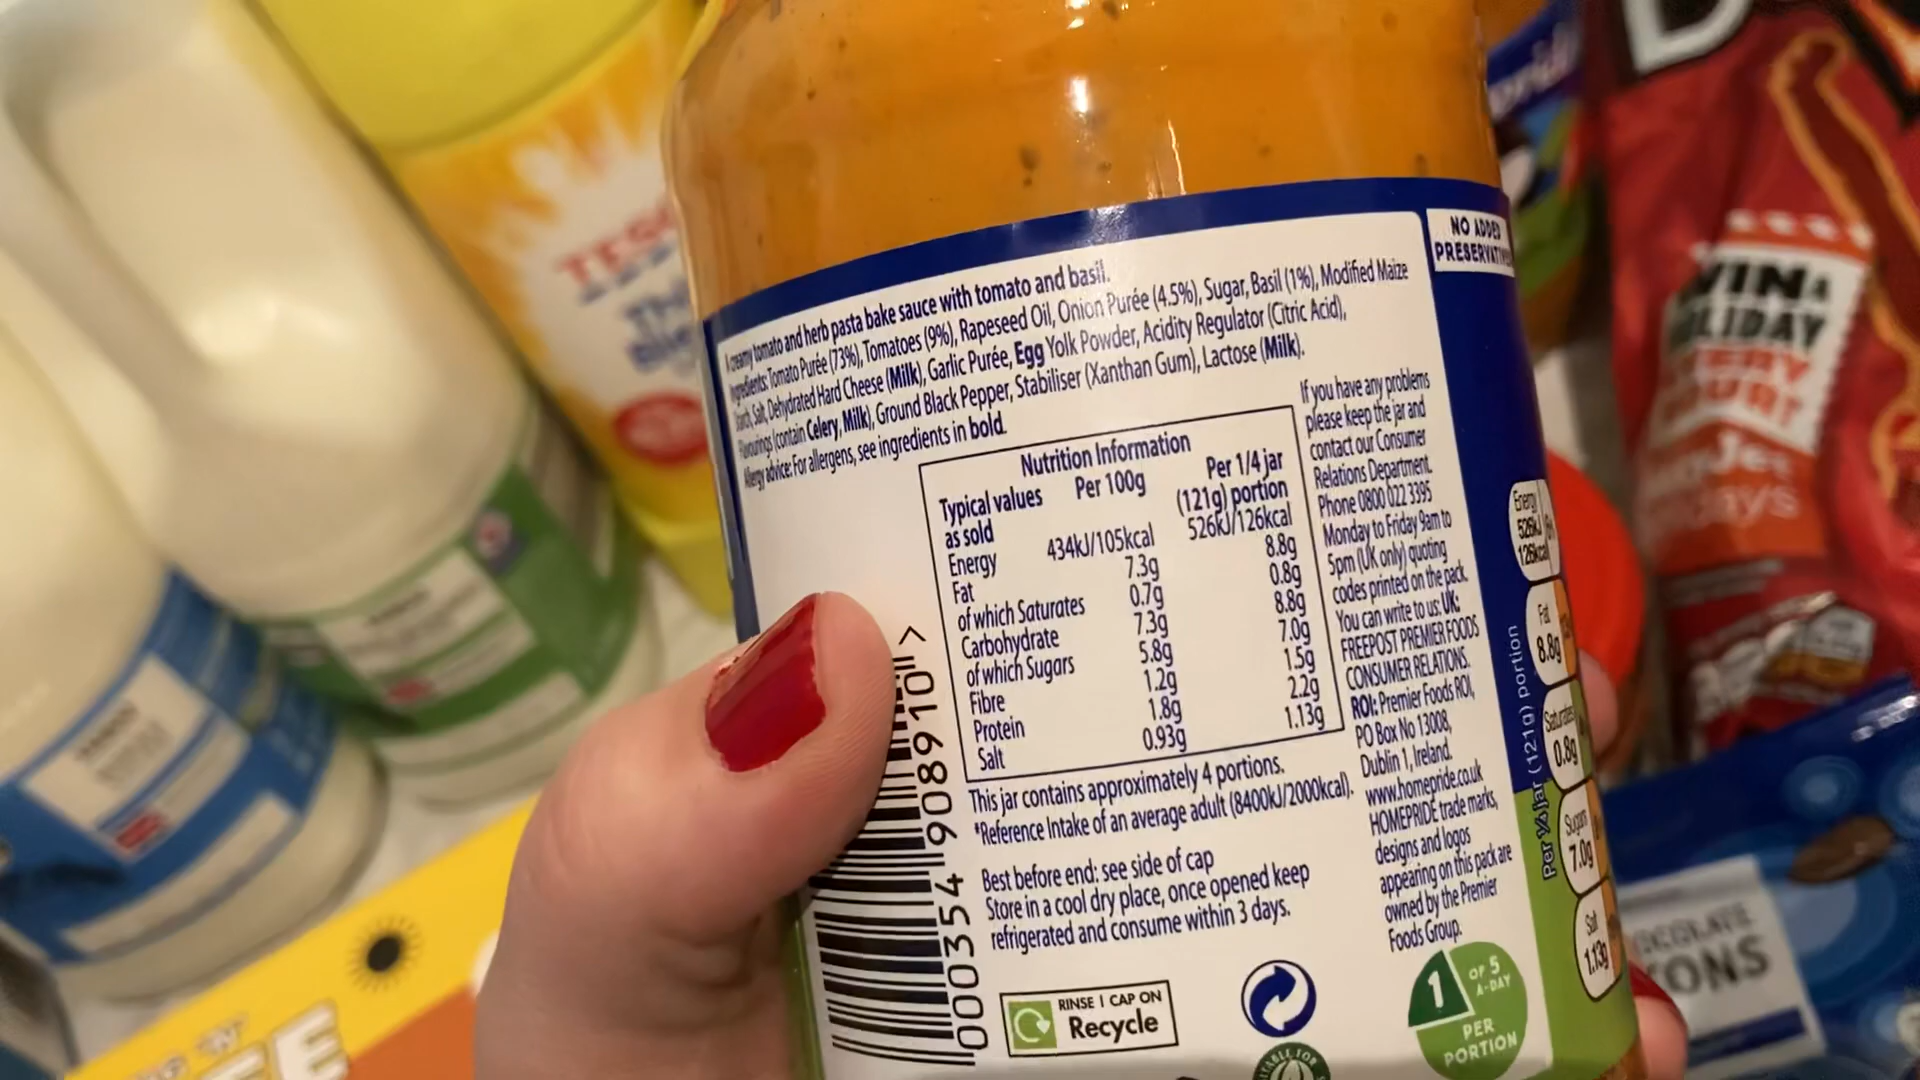 NO ADDED
creamy tomato and herb pasta bake sauce with tomato and basil.
Ingredients: Tomato Purée (73%), Tomatoes (9%), Rapeseed Oil, Onion Purée (4.5%), Sugar, Basil (1%), Modified Maize
Starch, Salt, Dehydrated Hard Cheese (Milk), Garlic Purée, Egg Yolk Powder, Acidity Regulator (Citric Acid),
Flavourings (contain Celery, Milk), Ground Black Pepper, Stabiliser (Xanthan Gum), Lactose (Milk).
Allergy advice: For allergens, see ingredients in bold.
Nutrition Information
Typical values as sold Per 100g Per 1/4 jar (121g) portion
Energy 434kJ/105kcal 526kJ/126kcal
Fat 7.3g 8.8g
of which Saturates 0.7g 0.8g
Carbohydrate 7.3g 8.8g
of which Sugars 5.8g 7.0g
Fibre 1.2g 1.5g
Protein 1.8g 2.2g
Salt 0.93g 1.13g
This jar contains approximately 4 portions.
*Reference Intake of an average adult (8400kJ/2000kcal).
Best before end: see side of cap
Store in a cool dry place, once opened keep
refrigerated and consume within 3 days.
If you have any problems
please keep the jar and
contact our Consumer
Relations Department.
Phone 0800 022 3395
Monday to Friday 9am to
5pm (UK only) quoting
codes printed on the pack.
You can write to us: UK:
FREEPOST PREMIER FOODS
CONSUMER RELATIONS.
ROI: Premier Foods ROI,
PO Box No 13008,
Dublin 1, Ireland.
www.homepride.co.uk
HOMEPRIDE trade marks,
designs and logos
appearing on this pack are
owned by the Premier
Foods Group.
000354 908910 >
RINSE | CAP ON
Recycle
1 OF 5
A-DAY
PER
PORTION
Per 1/4 jar (121g) portion
Energy
526kJ
126kcal
Fat
8.8g
Saturates
0.8g
Sugars
7.0g
Salt
1.13g